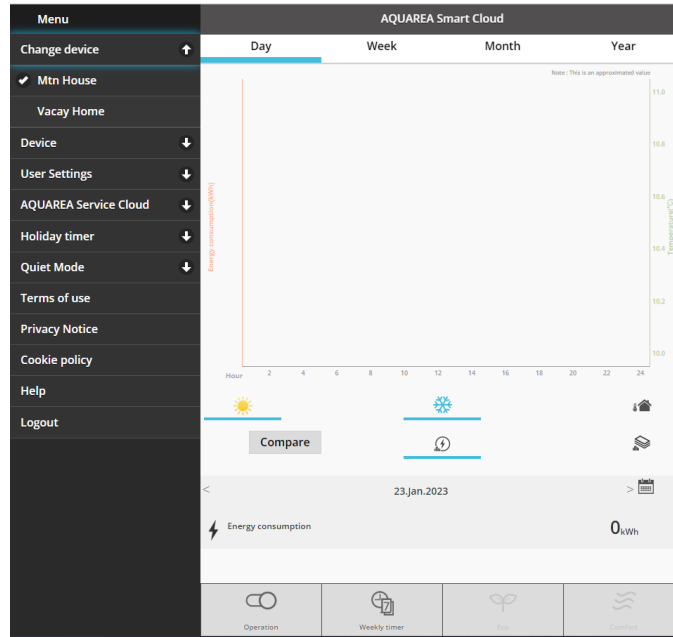 Menu
AQUAREA Smart Cloud
Change device
Day Week Month Year
Mtn House
Note : This is an approximated value
Vacay Home
Device
User Settings
AQUAREA Service Cloud
Holiday timer
Quiet Mode
Terms of use
Privacy Notice
Cookie policy
Help
Logout
Energy consumption(kWh)
11.0
10.8
10.6
10.4
10.2
10.0
Temperature(°C)
Hour 2 4 6 8 10 12 14 16 18 20 22 24
Compare
< 23.Jan.2023 >
Energy consumption 0kWh
7
Operation Weekly timer Eco Comfort